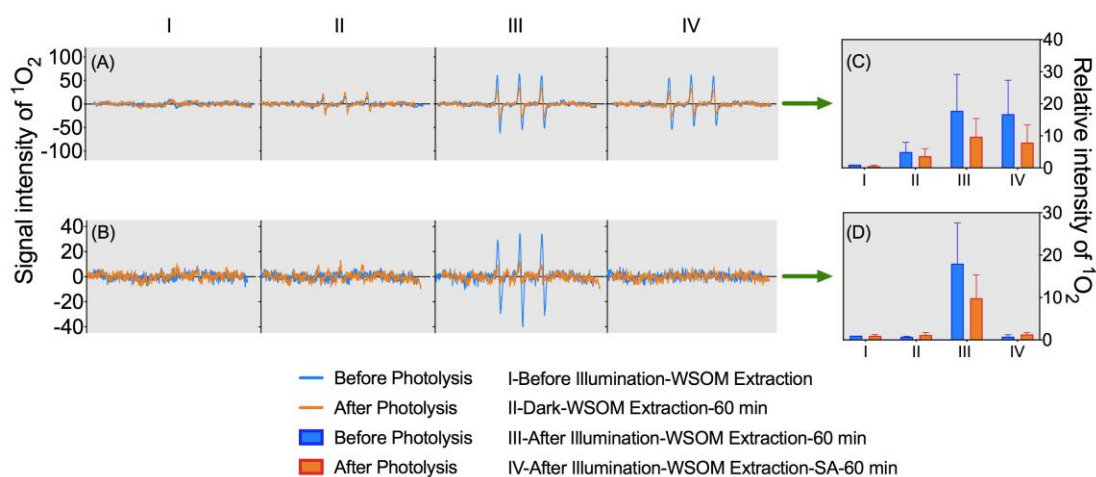 I II III IV
Signal intensity of ¹O₂
(A)
100
50
0
-50
-100
(B)
40
20
0
-20
-40
(C)
40
30
20
10
0
I II III IV
(D)
30
20
10
0
I II III IV
Relative intensity of ¹O₂
Before Photolysis I-Before Illumination-WSOM Extraction
After Photolysis II-Dark-WSOM Extraction-60 min
Before Photolysis III-After Illumination-WSOM Extraction-60 min
After Photolysis IV-After Illumination-WSOM Extraction-SA-60 min